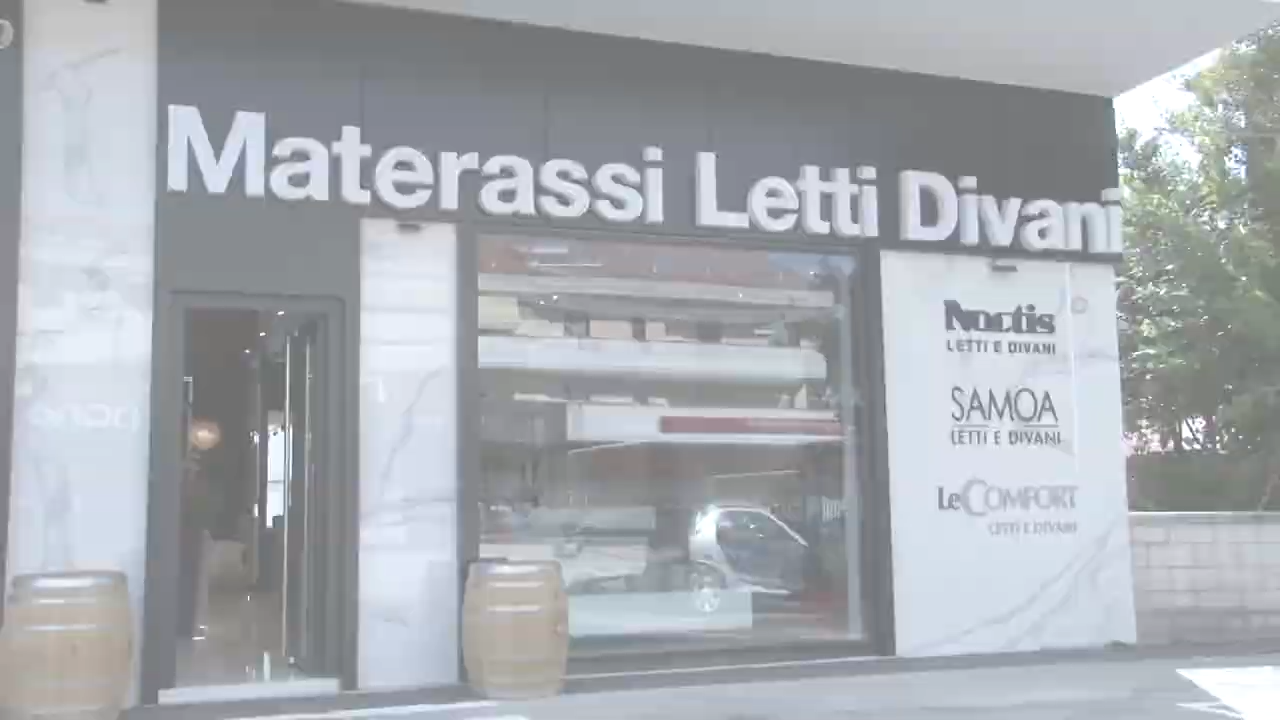 Materassi Letti Divani
Noctis
LETTI E DIVANI
SAMOA
LETTI E DIVANI
LeCOMFORT
LETTI E DIVANI